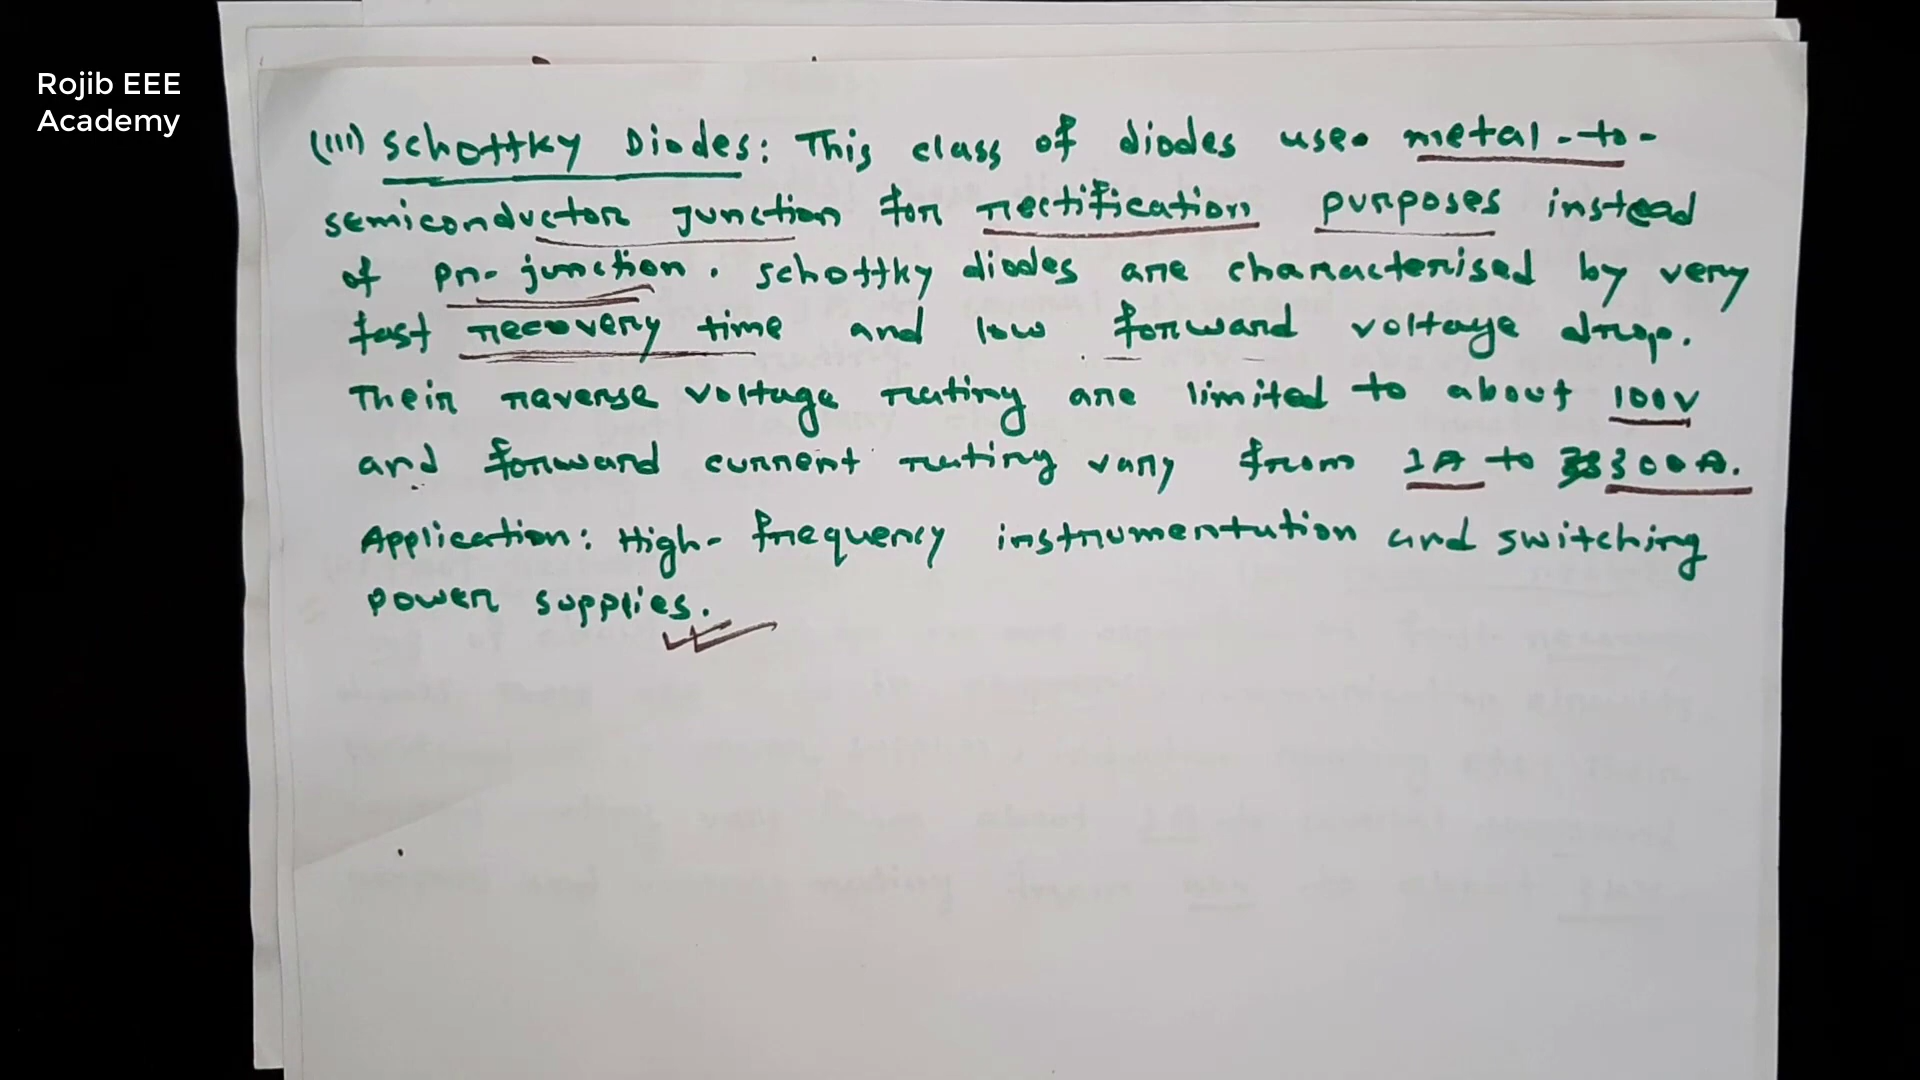 Rojib EEE
Academy
(III) Schottky Diodes: This class of diodes use metal-to-
semiconductor junction for rectification purposes instead
of pn-junction. Schottky diodes are characterised by very
fast recovery time and low forward voltage drop.
Their reverse voltage rating are limited to about 100V
and forward current rating vary from 1A to 300A.
Application: High-frequency instrumentution and switching
power supplies.